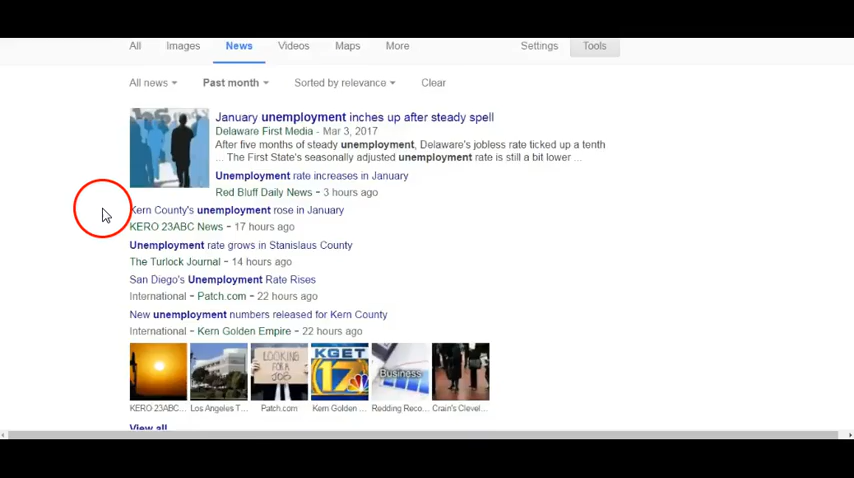 All Images News Videos Maps More Settings Tools
All news Past month Sorted by relevance Clear
January unemployment inches up after steady spell
Delaware First Media - Mar 3, 2017
After five months of steady unemployment, Delaware's jobless rate ticked up a tenth
... The First State's seasonally adjusted unemployment rate is still a bit lower ...
Unemployment rate increases in January
Red Bluff Daily News - 3 hours ago
Kern County's unemployment rose in January
KERO 23ABC News - 17 hours ago
Unemployment rate grows in Stanislaus County
The Turlock Journal - 14 hours ago
San Diego's Unemployment Rate Rises
International - Patch.com - 22 hours ago
New unemployment numbers released for Kern County
International - Kern Golden Empire - 22 hours ago
LOOKING
FOR A
JOB
KGET
17
Business
KERO 23ABC... Los Angeles T... Patch.com Kern Golden ... Redding Reco... Crain's Clevel...
View all